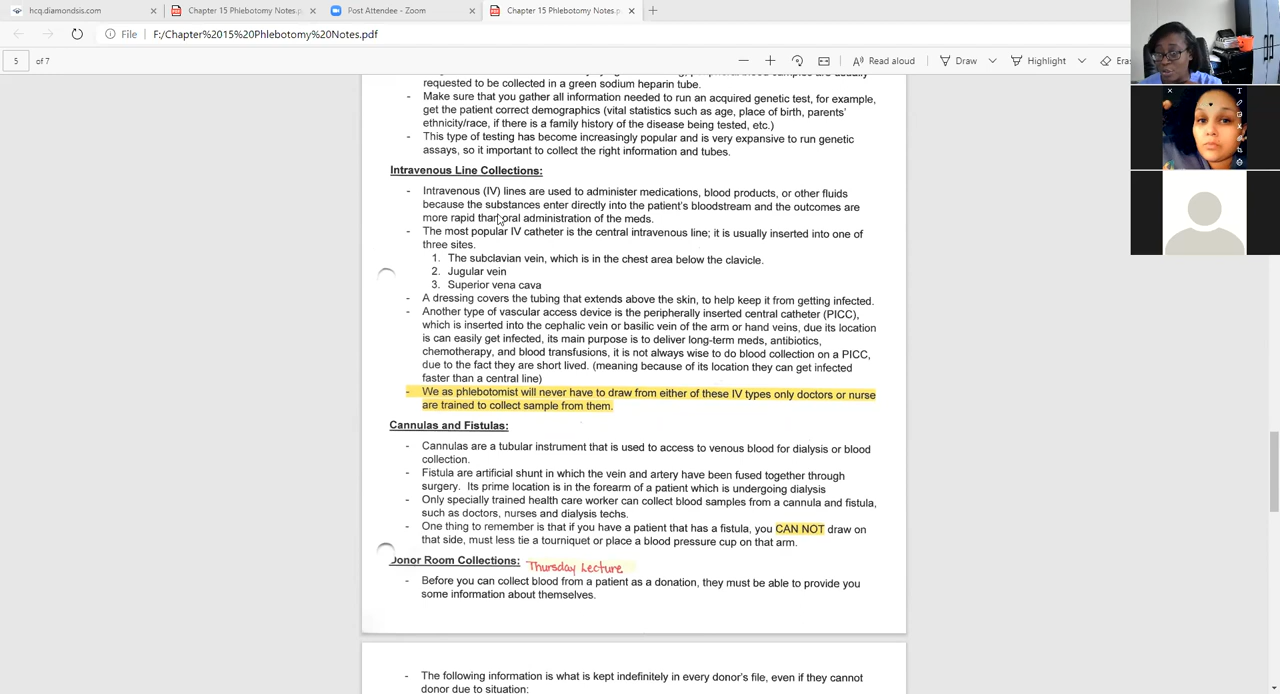 hcq.diamondsis.com
Chapter 15 Phlebotomy Notes.p
Post Attendee - Zoom
Chapter 15 Phlebotomy Notes.p
File
F:/Chapter%2015%20Phlebotomy%20Notes.pdf
5 of 7
Read aloud
Draw
Highlight
Eras
requested to be collected in a green sodium heparin tube.
- Make sure that you gather all information needed to run an acquired genetic test, for example,
get the patient correct demographics (vital statistics such as age, place of birth, parents'
ethnicity/race, if there is a family history of the disease being tested, etc.)
- This type of testing has become increasingly popular and is very expansive to run genetic
assays, so it important to collect the right information and tubes.
Intravenous Line Collections:
- Intravenous (IV) lines are used to administer medications, blood products, or other fluids
because the substances enter directly into the patient's bloodstream and the outcomes are
more rapid than oral administration of the meds.
- The most popular IV catheter is the central intravenous line; it is usually inserted into one of
three sites.
1. The subclavian vein, which is in the chest area below the clavicle.
2. Jugular vein
3. Superior vena cava
- A dressing covers the tubing that extends above the skin, to help keep it from getting infected.
- Another type of vascular access device is the peripherally inserted central catheter (PICC),
which is inserted into the cephalic vein or basilic vein of the arm or hand veins, due its location
is can easily get infected, its main purpose is to deliver long-term meds, antibiotics,
chemotherapy, and blood transfusions, it is not always wise to do blood collection on a PICC,
due to the fact they are short lived. (meaning because of its location they can get infected
faster than a central line)
- We as phlebotomist will never have to draw from either of these IV types only doctors or nurse
are trained to collect sample from them.
Cannulas and Fistulas:
- Cannulas are a tubular instrument that is used to access to venous blood for dialysis or blood
collection.
- Fistula are artificial shunt in which the vein and artery have been fused together through
surgery. Its prime location is in the forearm of a patient which is undergoing dialysis
- Only specially trained health care worker can collect blood samples from a cannula and fistula,
such as doctors, nurses and dialysis techs.
- One thing to remember is that if you have a patient that has a fistula, you CAN NOT draw on
that side, must less tie a tourniquet or place a blood pressure cup on that arm.
Donor Room Collections: Thursday Lecture
- Before you can collect blood from a patient as a donation, they must be able to provide you
some information about themselves.
- The following information is what is kept indefinitely in every donor's file, even if they cannot
donor due to situation: